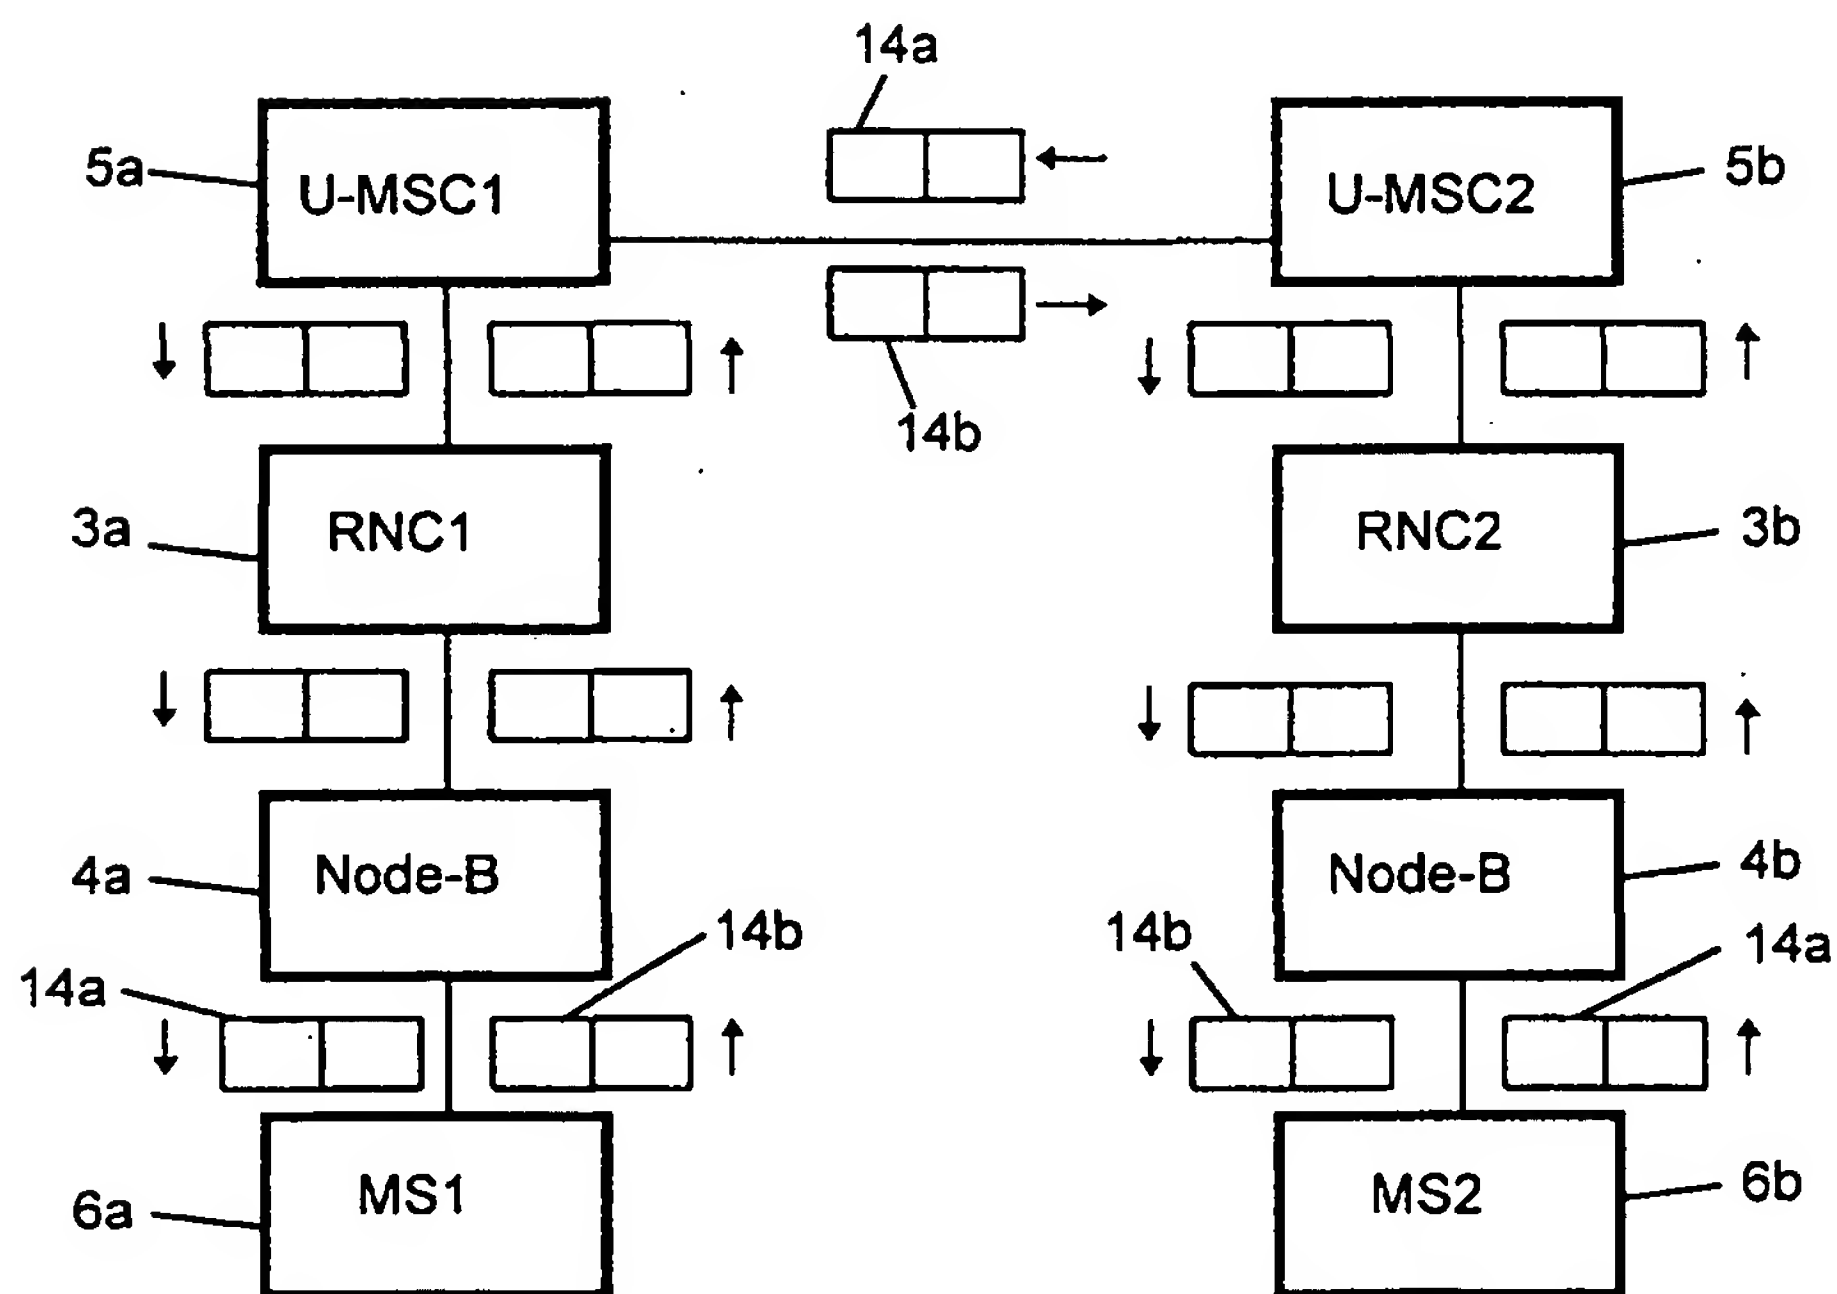 14a
5a
U-MSC1
U-MSC2
5b
14b
3a
RNC1
RNC2
3b
4a
Node-B
Node-B
4b
14b
14b
14a
14a
6a
MS1
MS2
6b